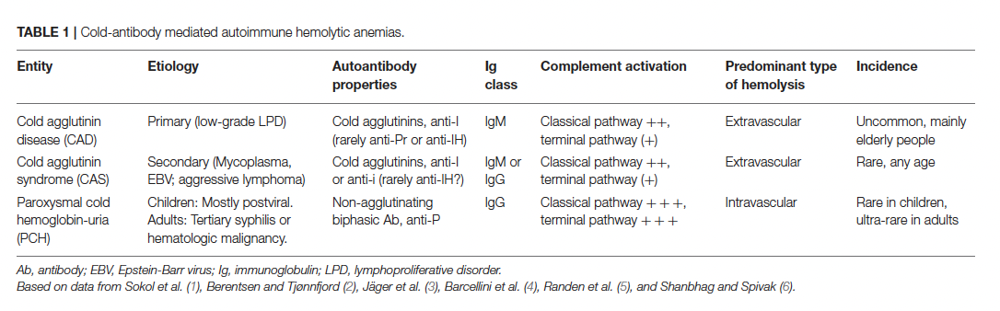 TABLE 1 | Cold-antibody mediated autoimmune hemolytic anemias.
Entity Etiology Autoantibody properties Ig class Complement activation Predominant type of hemolysis Incidence
Cold agglutinin disease (CAD) Primary (low-grade LPD) Cold agglutinins, anti-I (rarely anti-Pr or anti-IH) IgM Classical pathway ++, terminal pathway (+) Extravascular Uncommon, mainly elderly people
Cold agglutinin syndrome (CAS) Secondary (Mycoplasma, EBV; aggressive lymphoma) Cold agglutinins, anti-I or anti-i (rarely anti-IH?) IgM or IgG Classical pathway ++, terminal pathway (+) Extravascular Rare, any age
Paroxysmal cold hemoglobin-uria (PCH) Children: Mostly postviral. Adults: Tertiary syphilis or hematologic malignancy. Non-agglutinating biphasic Ab, anti-P IgG Classical pathway +++, terminal pathway +++ Intravascular Rare in children, ultra-rare in adults
Ab, antibody; EBV, Epstein-Barr virus; Ig, immunoglobulin; LPD, lymphoproliferative disorder.
Based on data from Sokol et al. (1), Berentsen and Tjønnfjord (2), Jäger et al. (3), Barcellini et al. (4), Randen et al. (5), and Shanbhag and Spivak (6).